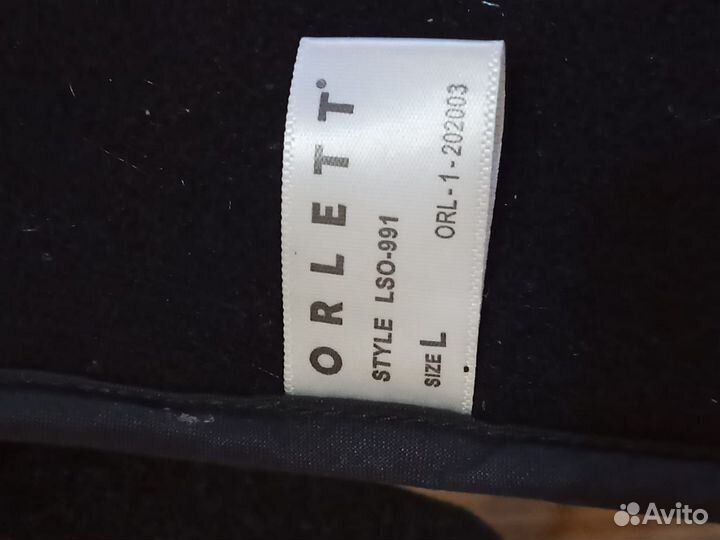 ORLETT®
STYLE LSO-991
SIZE L ORL-1-202003
Avito